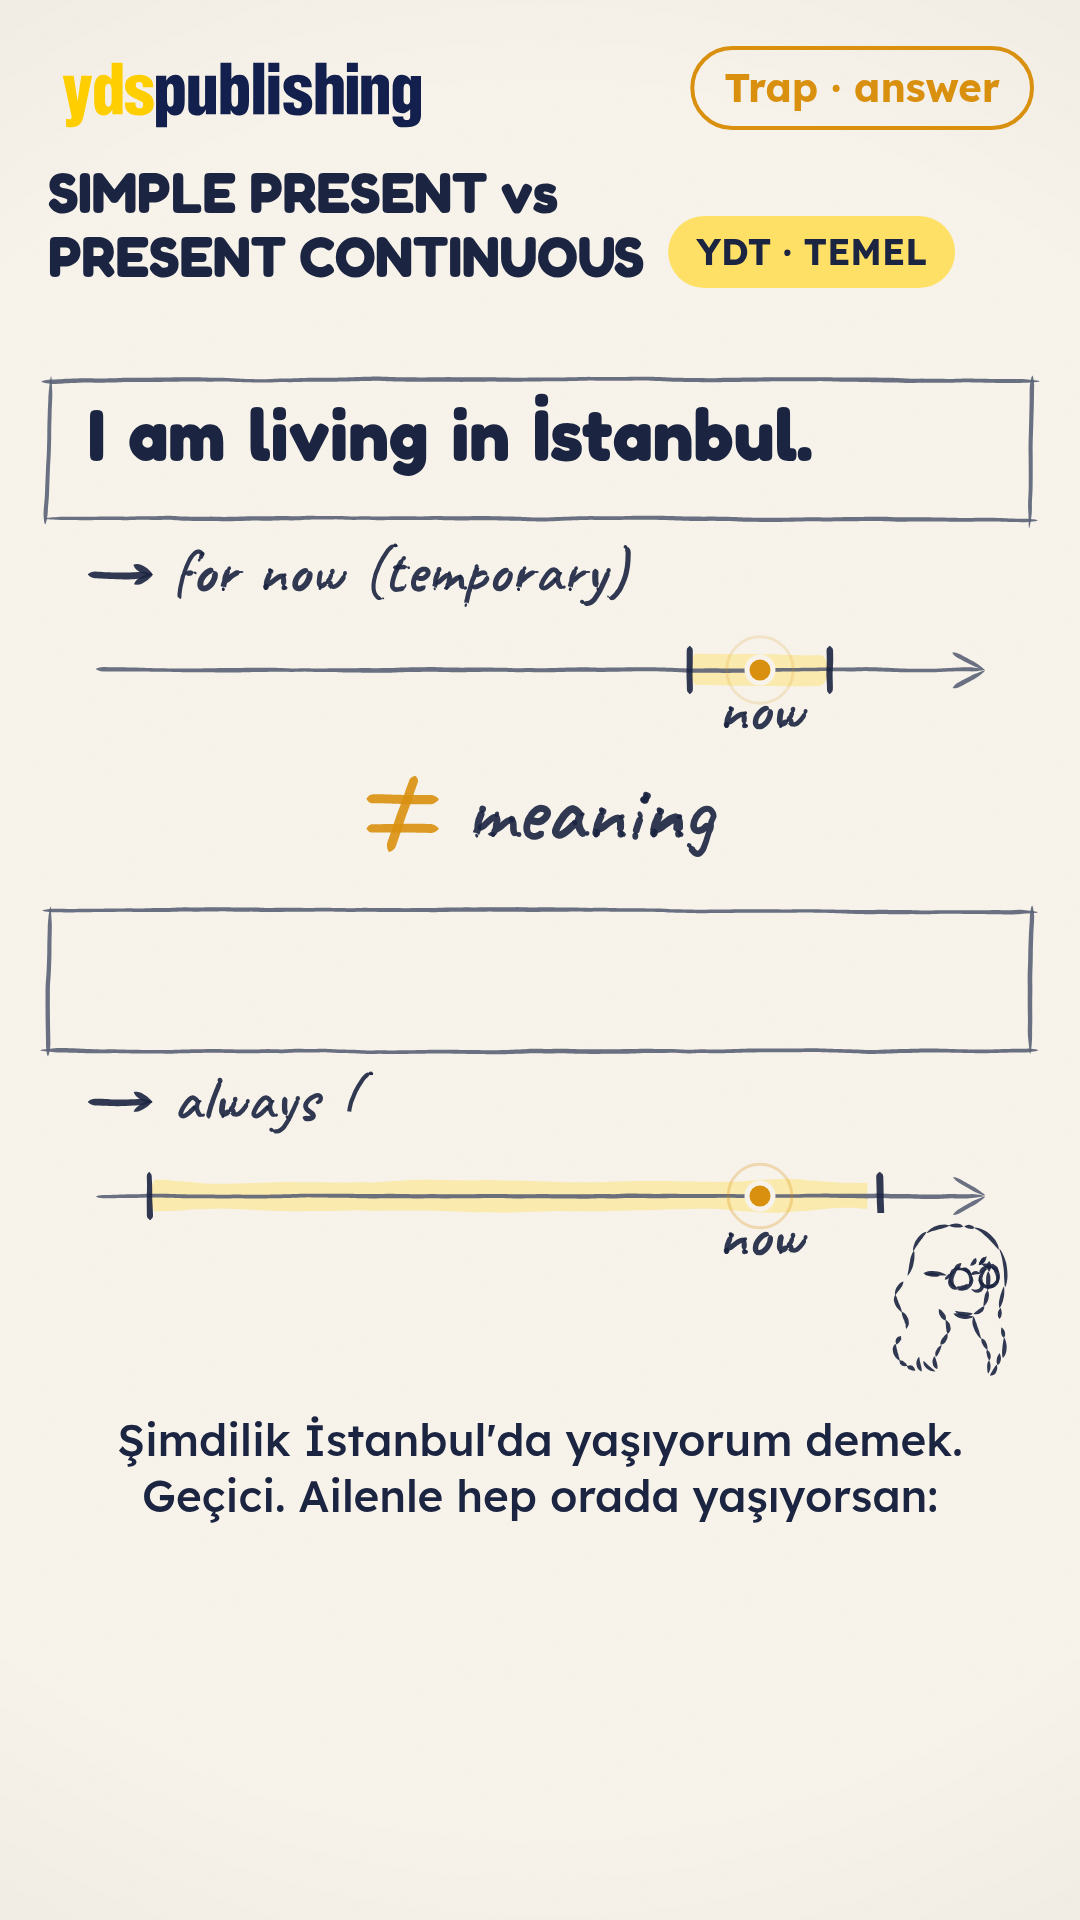 ydspublishing
Trap · answer
SIMPLE PRESENT vs
PRESENT CONTINUOUS
YDT · TEMEL
I am living in İstanbul.
→ for now (temporary)
now
≠ meaning
→ always (
now
Şimdilik İstanbul'da yaşıyorum demek.
Geçici. Ailenle hep orada yaşıyorsan: